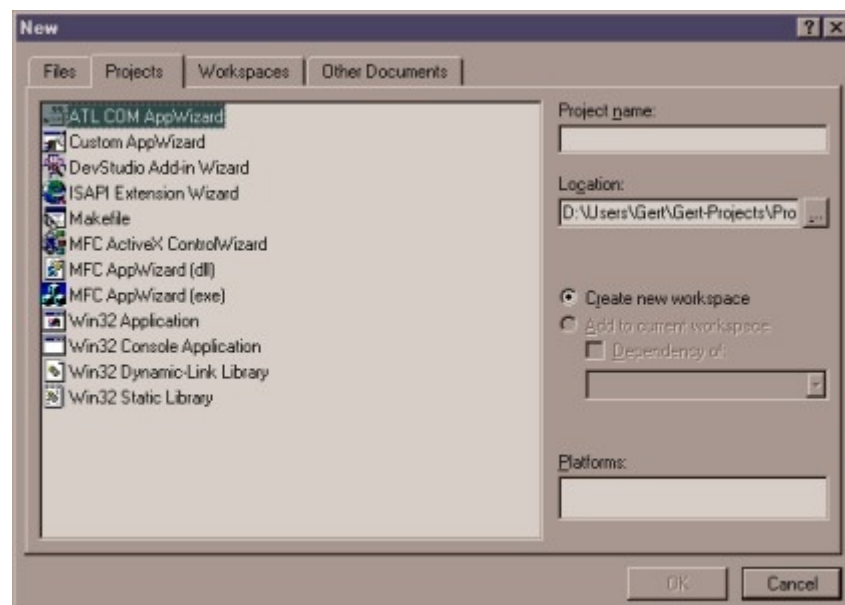 New
Files Projects Workspaces Other Documents
ATL COM AppWizard
Custom AppWizard
DevStudio Add-in Wizard
ISAPI Extension Wizard
Makefile
MFC ActiveX ControlWizard
MFC AppWizard (dll)
MFC AppWizard (exe)
Win32 Application
Win32 Console Application
Win32 Dynamic-Link Library
Win32 Static Library
Project name:
Location:
D:\Users\Gert\Gert-Projects\Pro ...
Create new workspace
Add to current workspace
Dependency of:
Platforms:
OK Cancel